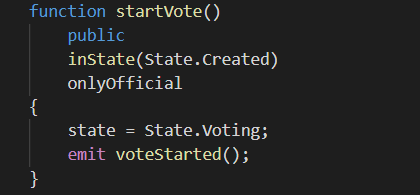 function startVote()
    public
    inState(State.Created)
    onlyOfficial
{
    state = State.Voting;
    emit voteStarted();
}